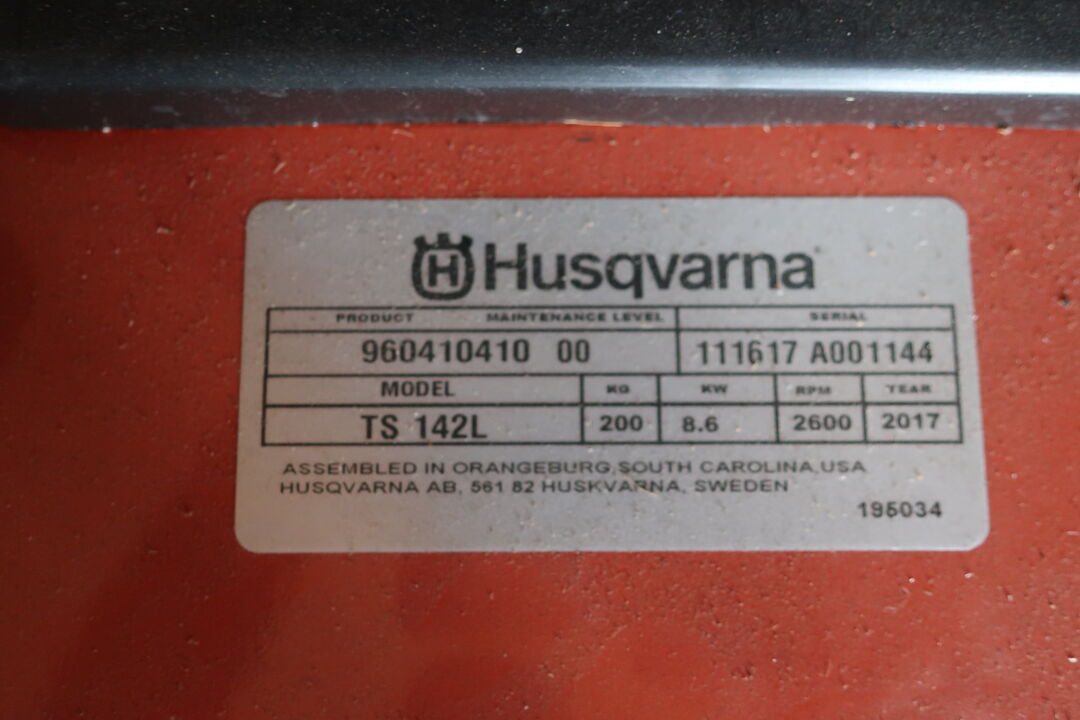 H Husqvarna
PRODUCT MAINTENANCE LEVEL SERIAL
960410410 00 111617 A001144
MODEL KG KW RPM YEAR
TS 142L 200 8.6 2600 2017
ASSEMBLED IN ORANGEBURG, SOUTH CAROLINA, USA
HUSQVARNA AB, 561 82 HUSKVARNA, SWEDEN
195034